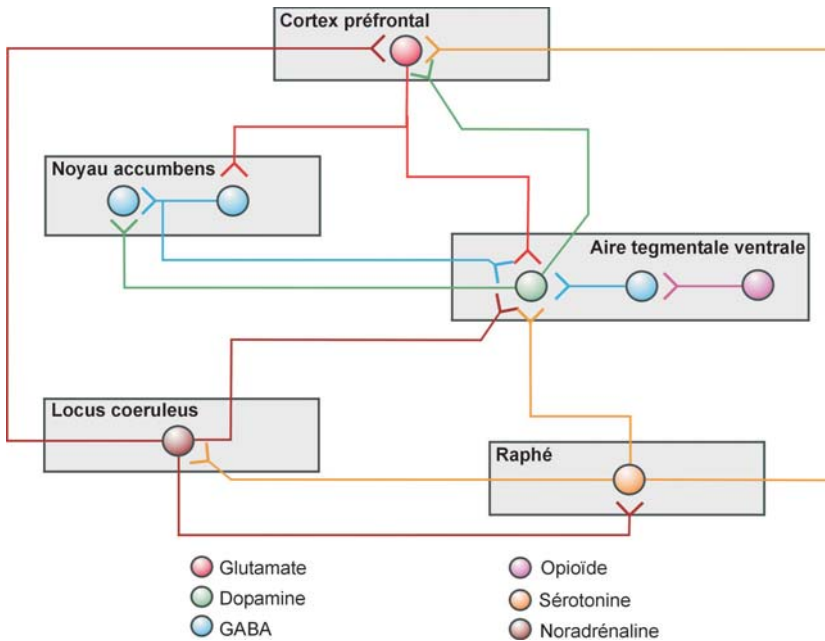 Cortex préfrontal
Noyau accumbens
Aire tegmentale ventrale
Locus coeruleus
Raphé
Glutamate
Opioïde
Dopamine
Sérotonine
GABA
Noradrénaline